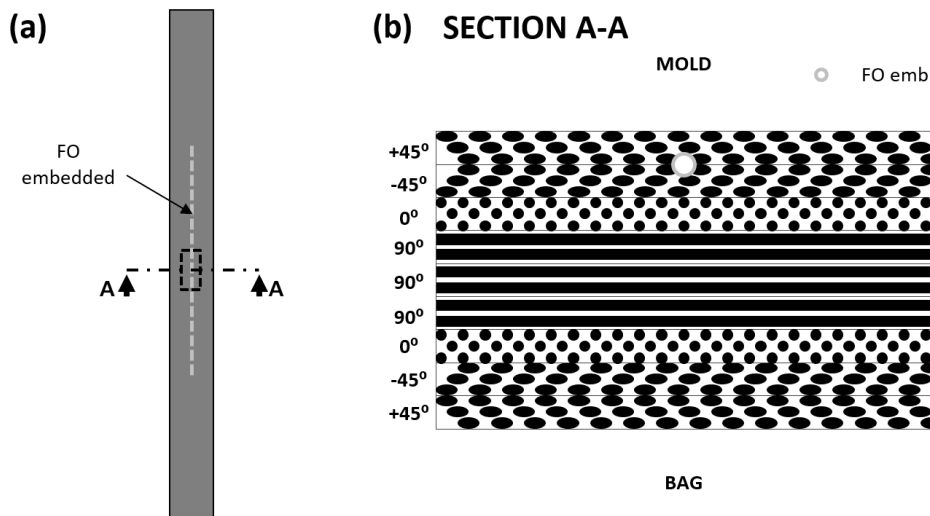 (a)
FO
embedded
A
A
(b) SECTION A-A
MOLD
FO emb
+45º
-45º
0º
90º
90º
90º
0º
-45º
+45º
BAG